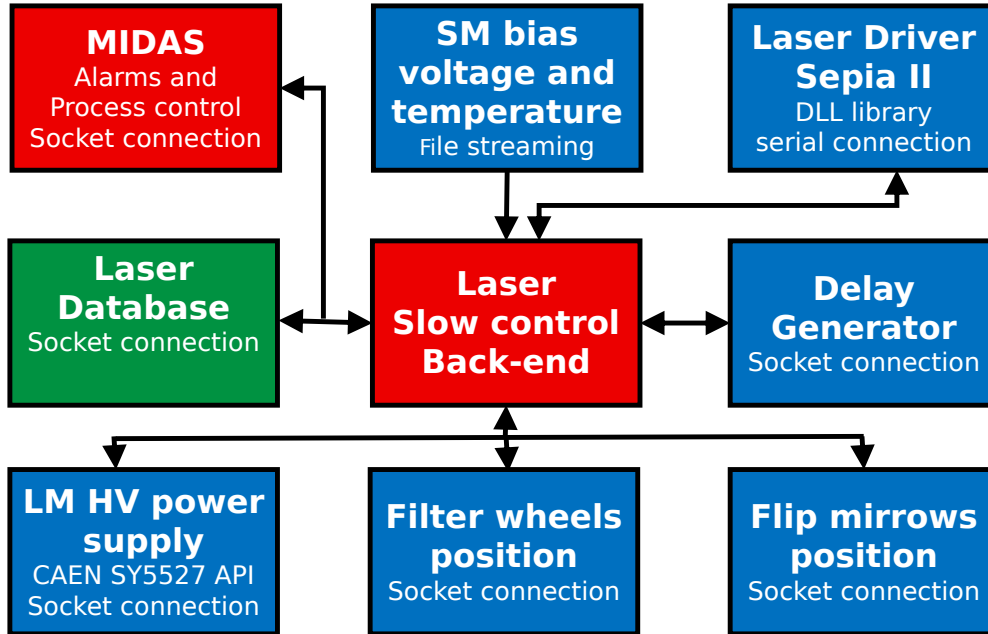 MIDAS
Alarms and
Process control
Socket connection
SM bias
voltage and
temperature
File streaming
Laser Driver
Sepia II
DLL library
serial connection
Laser
Database
Socket connection
Laser
Slow control
Back-end
Delay
Generator
Socket connection
LM HV power
supply
CAEN SY5527 API
Socket connection
Filter wheels
position
Socket connection
Flip mirrows
position
Socket connection